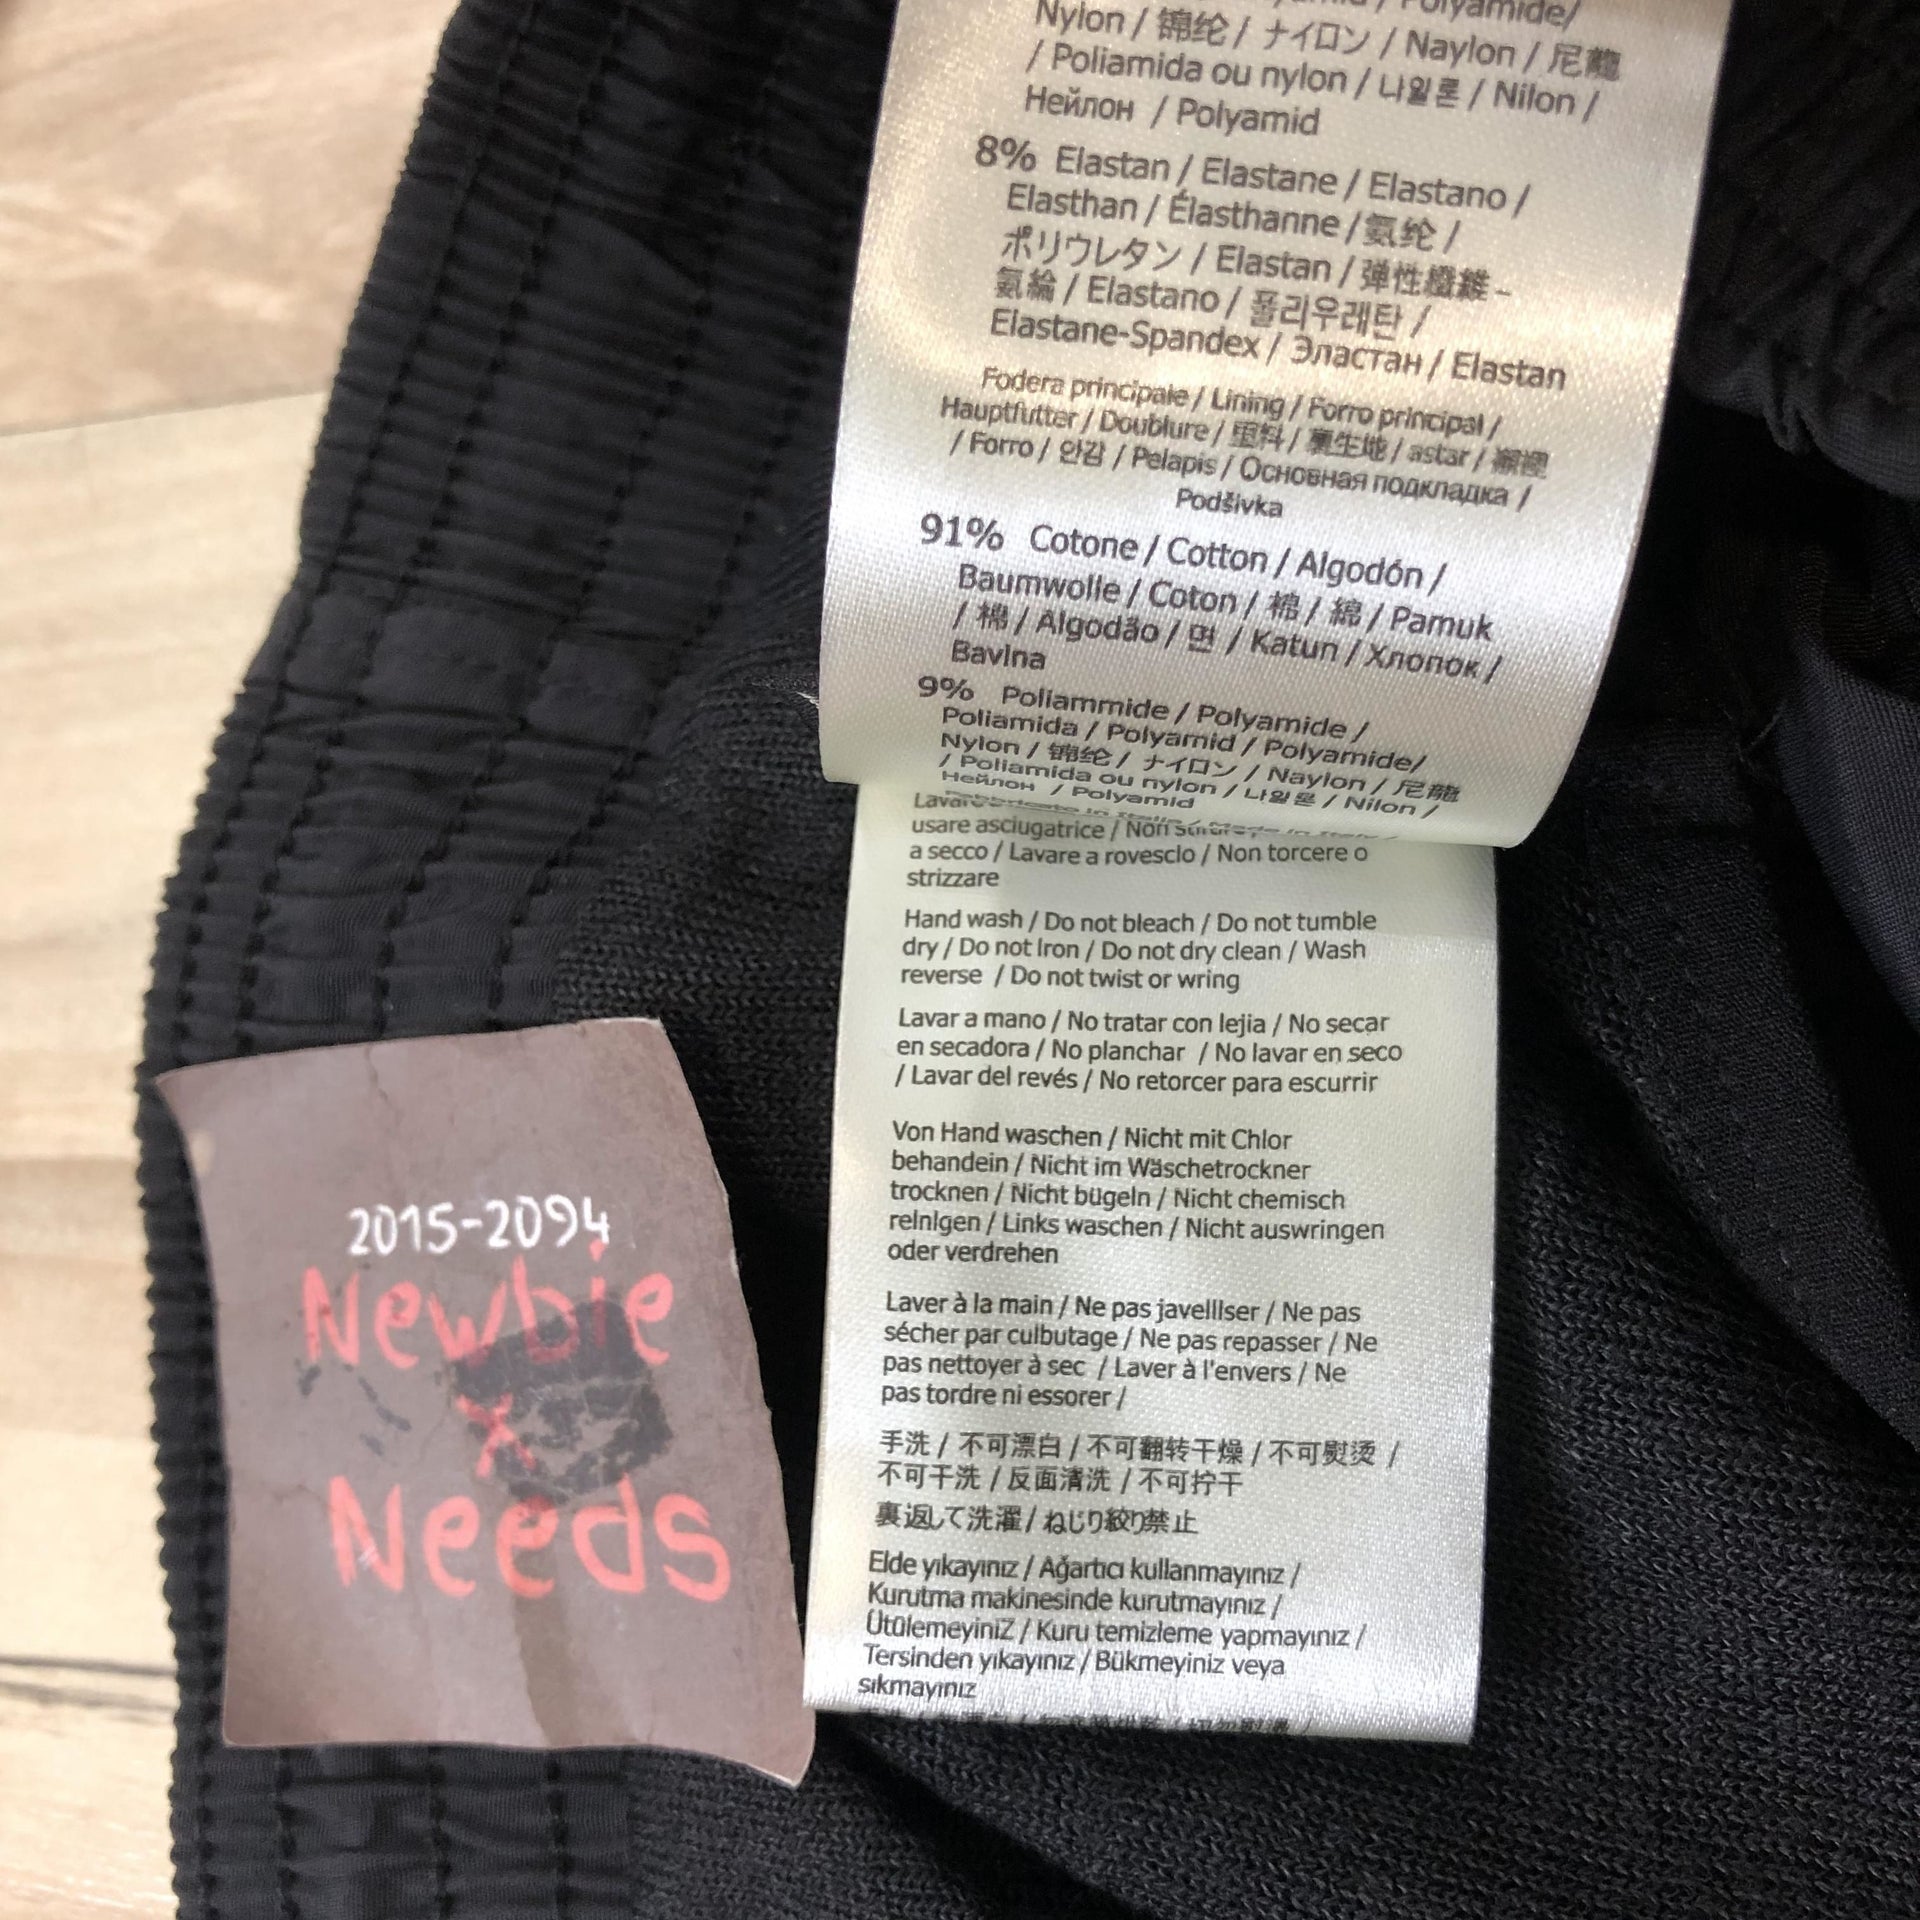 Polyamide/
Nylon / 锦纶 / ナイロン / Naylon / 尼龍
/ Poliamida ou nylon / 나일론 / Nilon /
Нейлон / Polyamid
8% Elastan / Elastane / Elastano /
Elasthan / Élasthanne / 氨纶 /
ポリウレタン / Elastan / 弹性纖維 -
氨綸 / Elastano / 폴리우레탄 /
Elastane-Spandex / Эластан / Elastan
Fodera principale / Lining / Forro principal /
Hauptfutter / Doublure / 里料 / 裏生地 / astar /
/ Forro / 안감 / Pelapis / Основная подкладка /
Podšivka
91% Cotone / Cotton / Algodón /
Baumwolle / Coton / 棉 / 綿 / Pamuk
/ 棉 / Algodão / 면 / Katun / Хлопок /
Bavlna
9% Poliammide / Polyamide /
Poliamida / Polyamid / Polyamide/
Nylon / 锦纶 / ナイロン / Naylon / 尼龍
/ Poliamida ou nylon / 나일론 / Nilon /
Нейлон / Polyamid
usare asciugatrice / Non
a secco / Lavare a rovescio / Non torcere o
strizzare
Hand wash / Do not bleach / Do not tumble
dry / Do not Iron / Do not dry clean / Wash
reverse / Do not twist or wring
Lavar a mano / No tratar con lejia / No secar
en secadora / No planchar / No lavar en seco
/ Lavar del revés / No retorcer para escurrir
Von Hand waschen / Nicht mit Chlor
behandeln / Nicht im Wäschetrockner
trocknen / Nicht bügeln / Nicht chemisch
reinigen / Links waschen / Nicht auswringen
oder verdrehen
Laver à la main / Ne pas javelliser / Ne pas
sécher par culbutage / Ne pas repasser / Ne
pas nettoyer à sec / Laver à l'envers / Ne
pas tordre ni essorer /
手洗 / 不可漂白 / 不可翻转干燥 / 不可熨烫 /
不可干洗 / 反面清洗 / 不可拧干
裏返して洗濯 / ねじり絞り禁止
Elde yıkayınız / Ağartıcı kullanmayınız /
Kurutma makinesinde kurutmayınız /
ÜtülemeyiniZ / Kuru temizleme yapmayınız /
Tersinden yıkayınız / Bükmeyiniz veya
sıkmayınız
2015-2094
Newbie
x
Needs